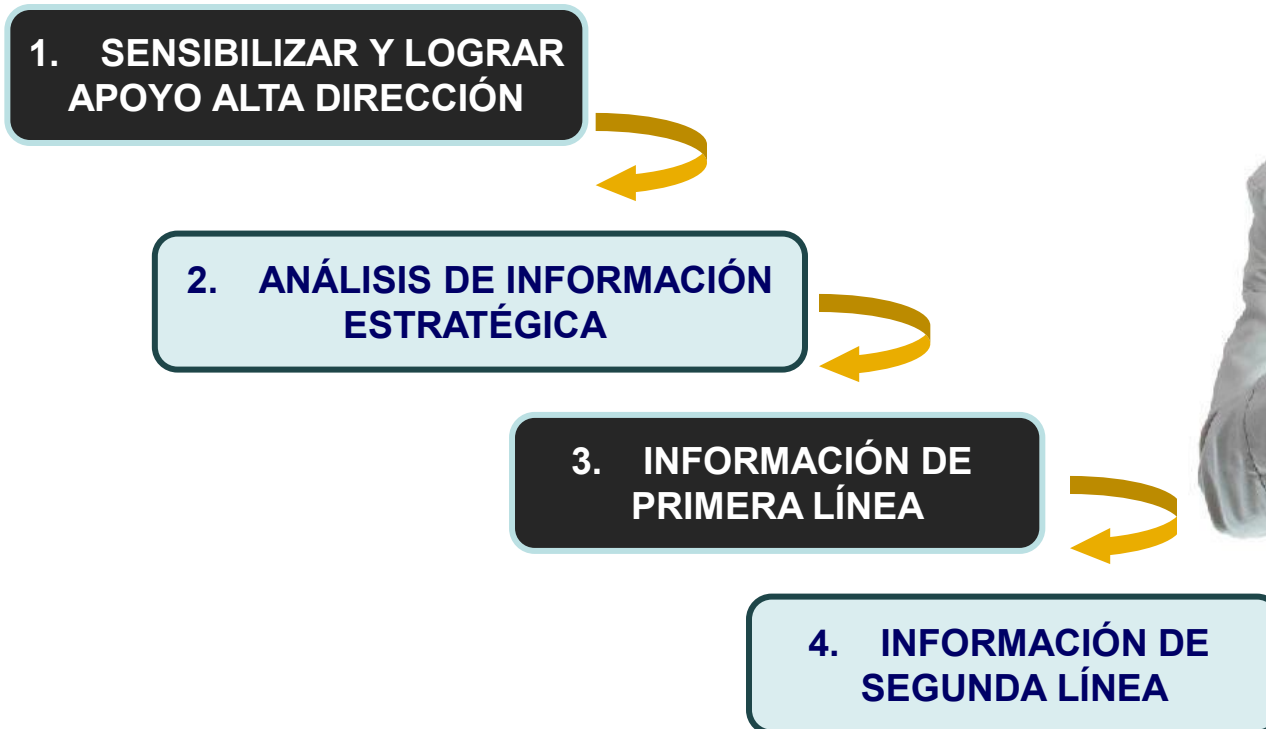 1. SENSIBILIZAR Y LOGRAR
APOYO ALTA DIRECCIÓN
2. ANÁLISIS DE INFORMACIÓN
ESTRATÉGICA
3. INFORMACIÓN DE
PRIMERA LÍNEA
4. INFORMACIÓN DE
SEGUNDA LÍNEA